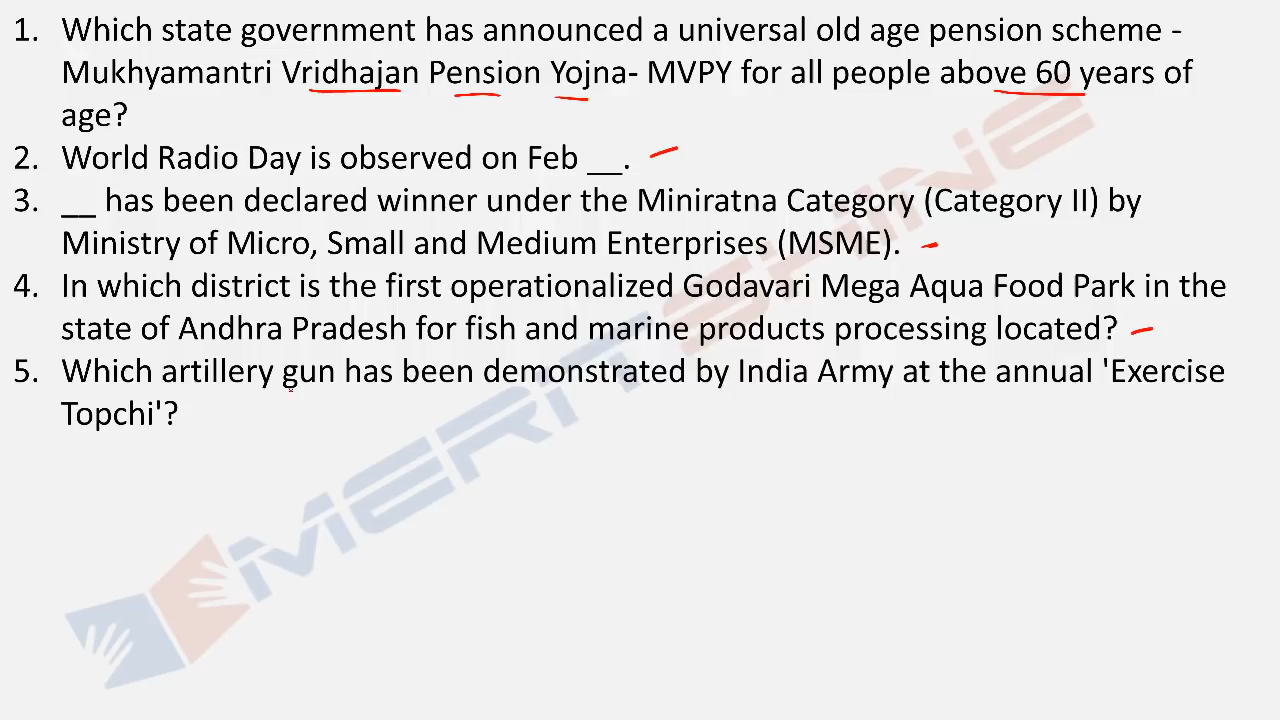 1. Which state government has announced a universal old age pension scheme -
Mukhyamantri Vridhajan Pension Yojna- MVPY for all people above 60 years of
age?
2. World Radio Day is observed on Feb __.
3. __ has been declared winner under the Miniratna Category (Category II) by
Ministry of Micro, Small and Medium Enterprises (MSME).
4. In which district is the first operationalized Godavari Mega Aqua Food Park in the
state of Andhra Pradesh for fish and marine products processing located?
5. Which artillery gun has been demonstrated by India Army at the annual 'Exercise
Topchi'?
MERITSHINE